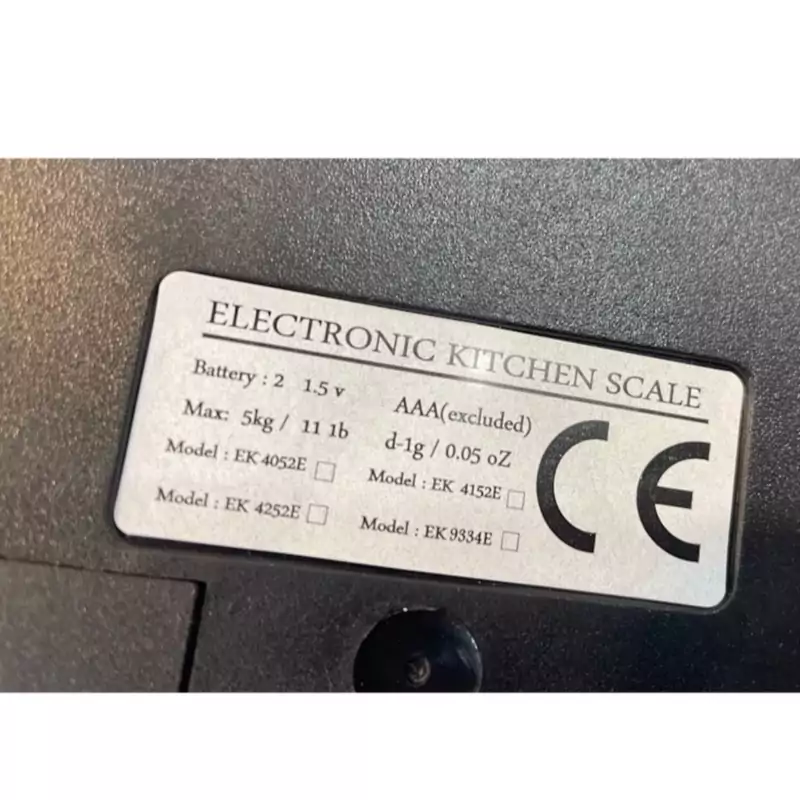 ELECTRONIC KITCHEN SCALE
Battery : 2 1.5 v AAA(excluded)
Max: 5kg / 11 1b d-1g / 0.05 oZ
Model : EK 4052E Model : EK 4152E
Model : EK 4252E Model : EK 9334E
CE